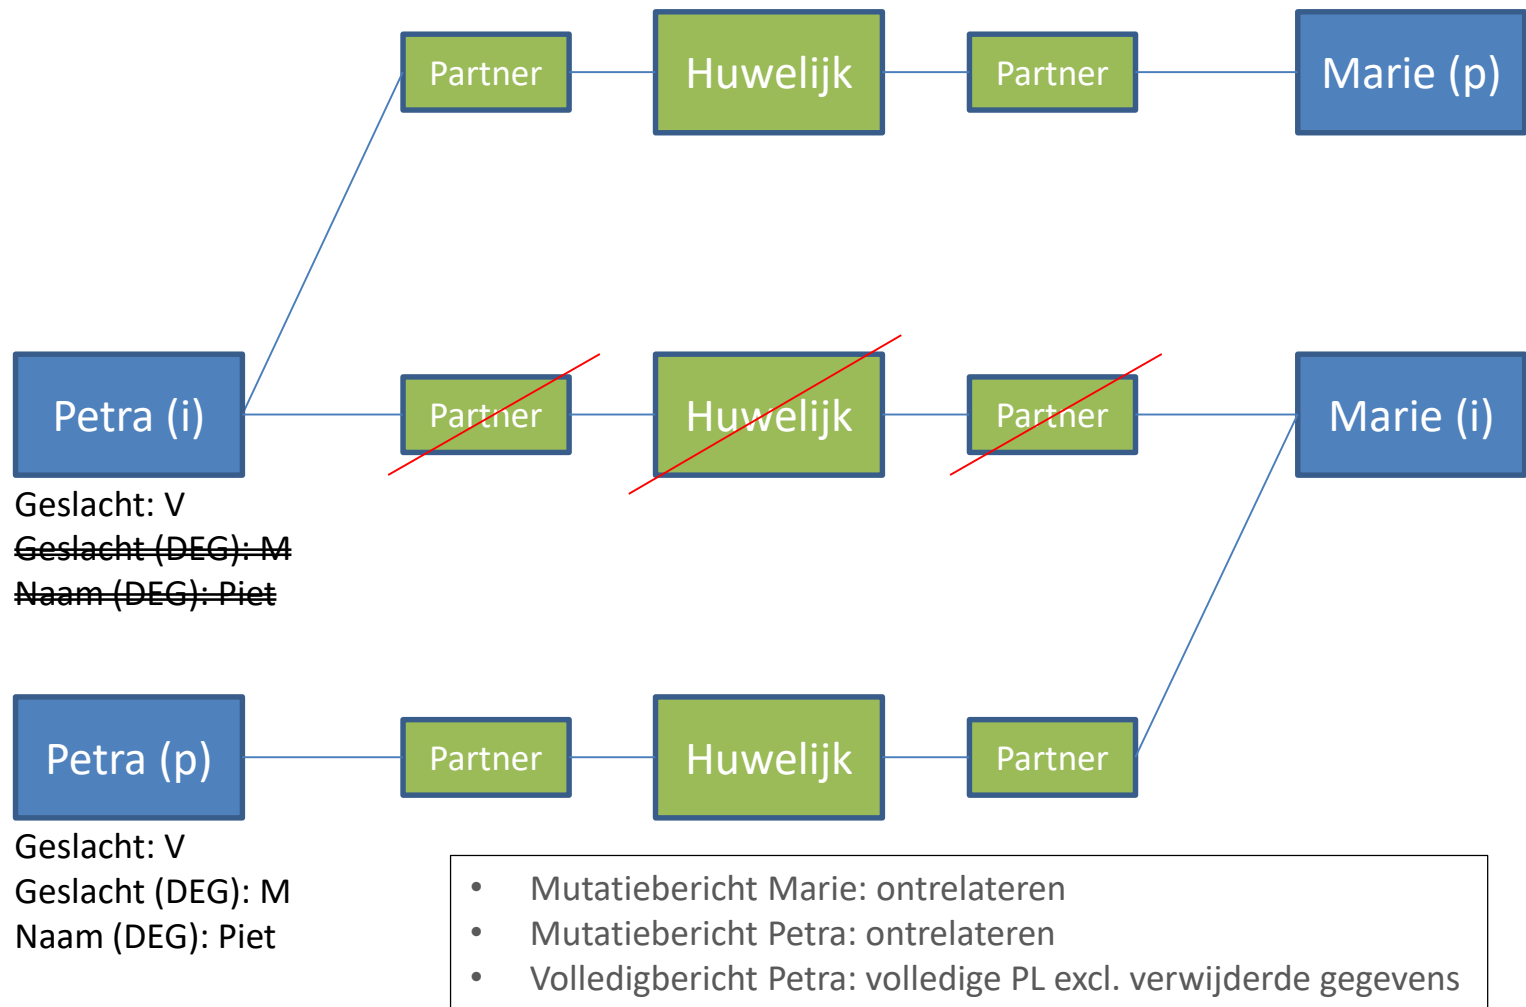 Partner
Huwelijk
Partner
Marie (p)
Petra (i)
Partner
Huwelijk
Partner
Marie (i)
Geslacht: V
Geslacht (DEG): M
Naam (DEG): Piet
Petra (p)
Partner
Huwelijk
Partner
Geslacht: V
Geslacht (DEG): M
Naam (DEG): Piet
• Mutatiebericht Marie: ontrelateren
• Mutatiebericht Petra: ontrelateren
• Volledigbericht Petra: volledige PL excl. verwijderde gegevens